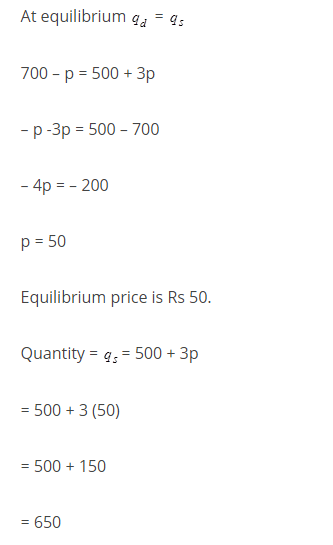 At equilibrium q_d = q_s
700 – p = 500 + 3p
– p -3p = 500 – 700
– 4p = – 200
p = 50
Equilibrium price is Rs 50.
Quantity = q_s = 500 + 3p
= 500 + 3 (50)
= 500 + 150
= 650